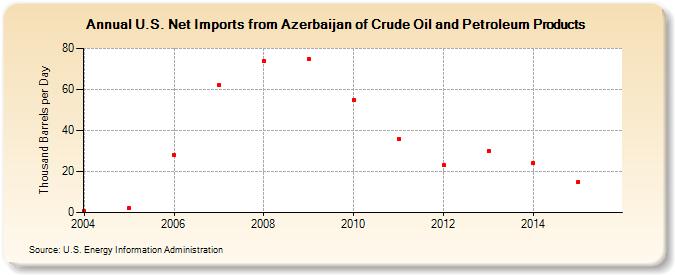 Annual U.S. Net Imports from Azerbaijan of Crude Oil and Petroleum Products
Thousand Barrels per Day
80
60
40
20
0
2004 2006 2008 2010 2012 2014
Source: U.S. Energy Information Administration